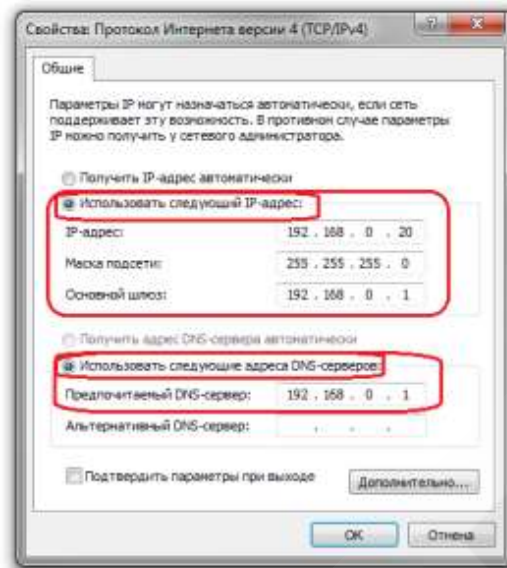 Свойства: Протокол Интернета версии 4 (TCP/IPv4)
Общие
Параметры IP могут назначаться автоматически, если сеть
поддерживает эту возможность. В противном случае параметры
IP можно получить у сетевого администратора.
Получить IP-адрес автоматически
Использовать следующий IP-адрес:
IP-адрес: 192 . 168 . 0 . 20
Маска подсети: 255 . 255 . 255 . 0
Основной шлюз: 192 . 168 . 0 . 1
Получить адрес DNS-сервера автоматически
Использовать следующие адреса DNS-серверов:
Предпочитаемый DNS-сервер: 192 . 168 . 0 . 1
Альтернативный DNS-сервер: . . .
Подтвердить параметры при выходе
Дополнительно...
ОК Отмена